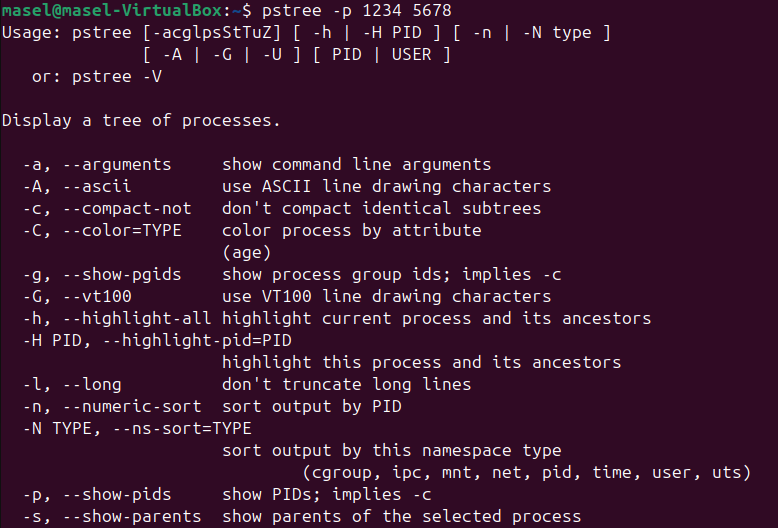 masel@masel-VirtualBox:~$ pstree -p 1234 5678
Usage: pstree [-acglpsStTuZ] [ -h | -H PID ] [ -n | -N type ]
              [ -A | -G | -U ] [ PID | USER ]
   or: pstree -V

Display a tree of processes.

  -a, --arguments     show command line arguments
  -A, --ascii         use ASCII line drawing characters
  -c, --compact-not   don't compact identical subtrees
  -C, --color=TYPE    color process by attribute
                      (age)
  -g, --show-pgids    show process group ids; implies -c
  -G, --vt100         use VT100 line drawing characters
  -h, --highlight-all highlight current process and its ancestors
  -H PID, --highlight-pid=PID
                      highlight this process and its ancestors
  -l, --long          don't truncate long lines
  -n, --numeric-sort  sort output by PID
  -N TYPE, --ns-sort=TYPE
                      sort output by this namespace type
                              (cgroup, ipc, mnt, net, pid, time, user, uts)
  -p, --show-pids     show PIDs; implies -c
  -s, --show-parents  show parents of the selected process